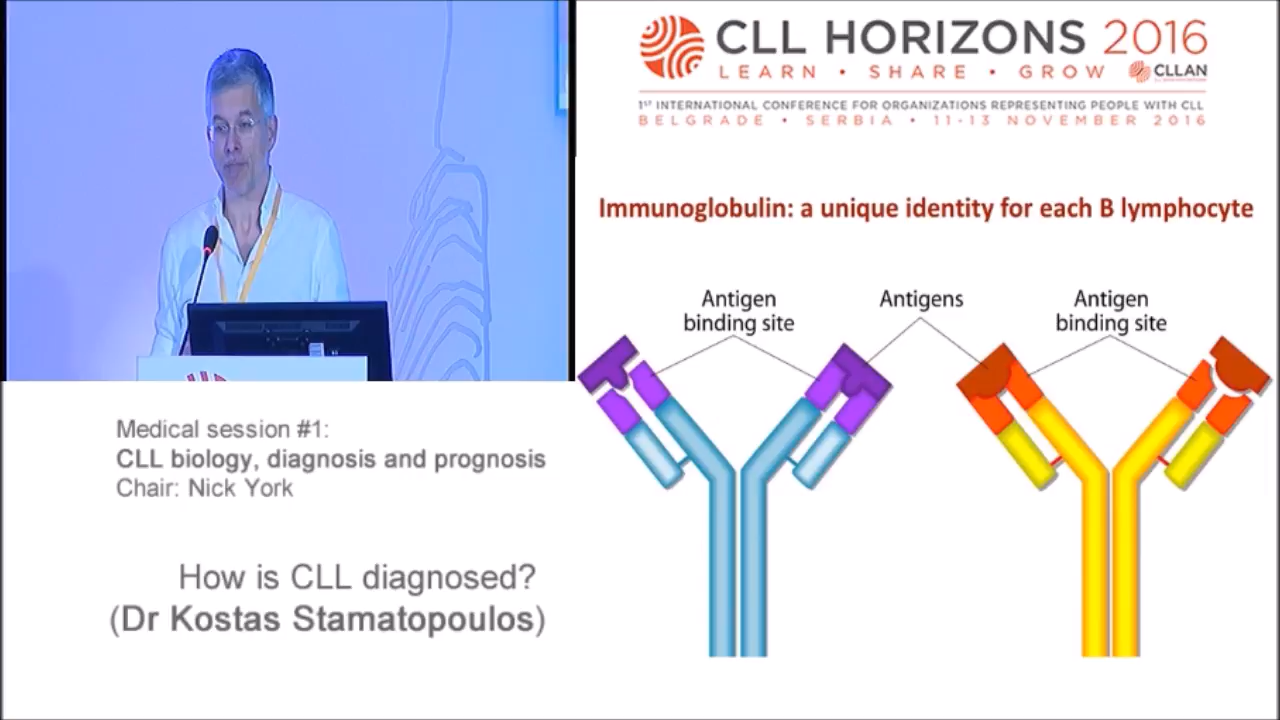 CLL HORIZONS 2016
LEARN • SHARE • GROW
CLLAN
1ST INTERNATIONAL CONFERENCE FOR ORGANIZATIONS REPRESENTING PEOPLE WITH CLL
BELGRADE • SERBIA • 11-13 NOVEMBER 2016
Immunoglobulin: a unique identity for each B lymphocyte
Antigen
binding site
Antigens
Antigen
binding site
Medical session #1:
CLL biology, diagnosis and prognosis
Chair: Nick York
How is CLL diagnosed?
(Dr Kostas Stamatopoulos)